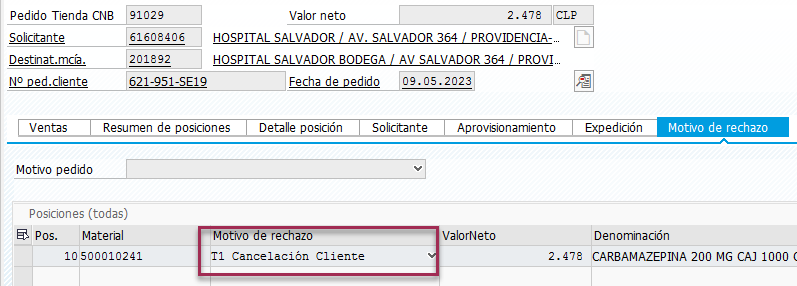 Pedido Tienda CNB 91029 Valor neto 2.478 CLP
Solicitante 61608406 HOSPITAL SALVADOR / AV. SALVADOR 364 / PROVIDENCIA-...
Destinat.mcía. 201892 HOSPITAL SALVADOR BODEGA / AV SALVADOR 364 / PROVI...
Nº ped.cliente 621-951-SE19 Fecha de pedido 09.05.2023
Ventas Resumen de posiciones Detalle posición Solicitante Aprovisionamiento Expedición Motivo de rechazo
Motivo pedido
Posiciones (todas)
Pos. Material Motivo de rechazo ValorNeto Denominación
10 500010241 T1 Cancelación Cliente 2.478 CARBAMAZEPINA 200 MG CAJ 1000 C